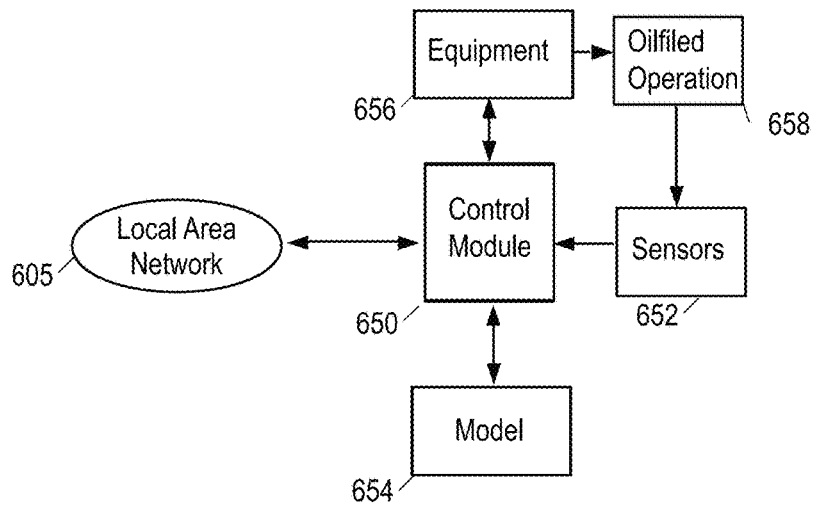 Equipment
656
Oilfiled
Operation
658
Control
Module
650
Local Area
Network
605
Sensors
652
Model
654